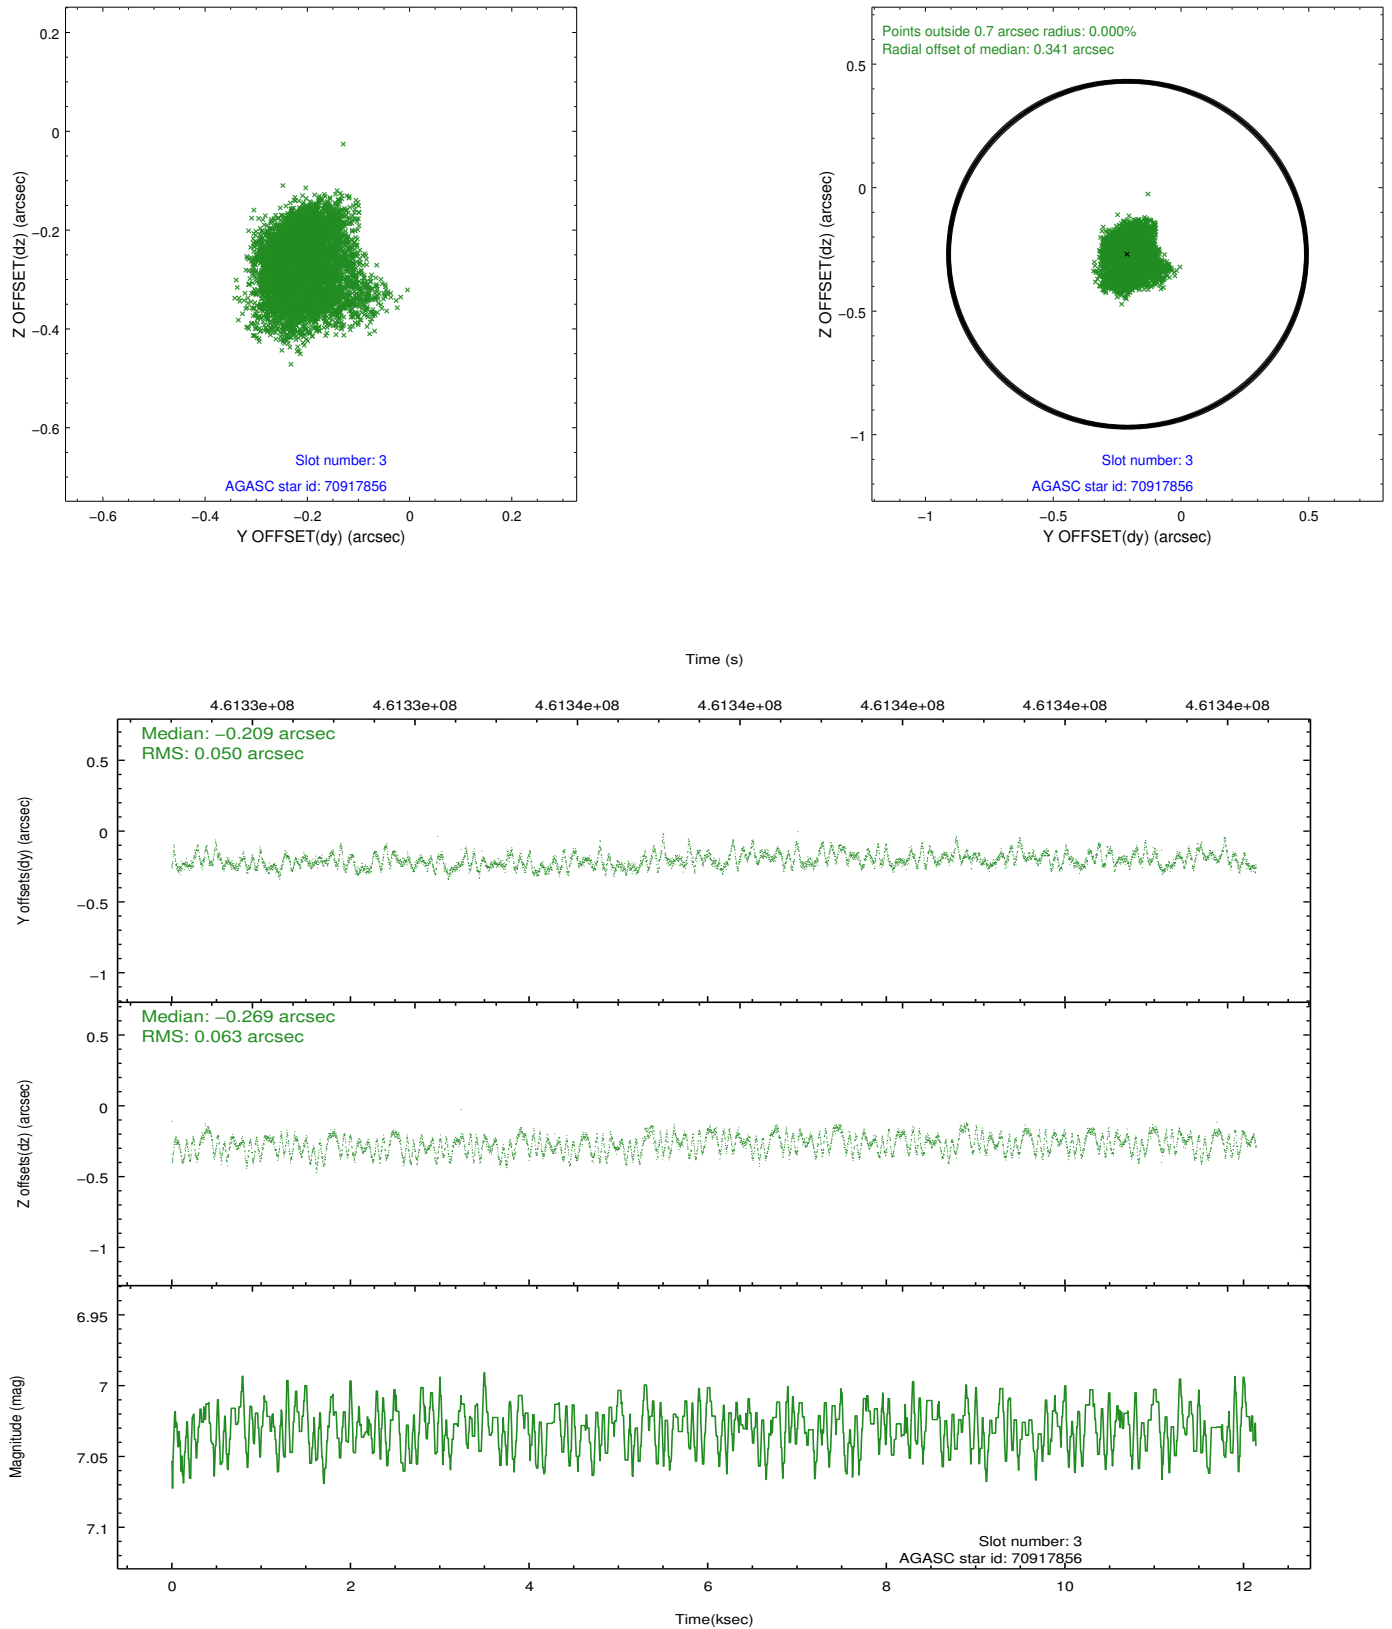 0.2
0
−0.2
−0.4
−0.6
Z OFFSET(dz) (arcsec)
Slot number: 3
AGASC star id: 70917856
−0.6 −0.4 −0.2 0 0.2
Y OFFSET(dy) (arcsec)
Points outside 0.7 arcsec radius: 0.000%
Radial offset of median: 0.341 arcsec
0.5
0
−0.5
−1
Z OFFSET(dz) (arcsec)
Slot number: 3
AGASC star id: 70917856
−1 −0.5 0 0.5
Y OFFSET(dy) (arcsec)
Time (s)
4.6133e+08 4.6133e+08 4.6134e+08 4.6134e+08 4.6134e+08 4.6134e+08 4.6134e+08
Median: −0.209 arcsec
RMS: 0.050 arcsec
0.5
0
−0.5
−1
Y offsets(dy) (arcsec)
Median: −0.269 arcsec
RMS: 0.063 arcsec
0.5
0
−0.5
−1
Z offsets(dz) (arcsec)
6.95
7
7.05
7.1
Magnitude (mag)
Slot number: 3
AGASC star id: 70917856
0 2 4 6 8 10 12
Time(ksec)